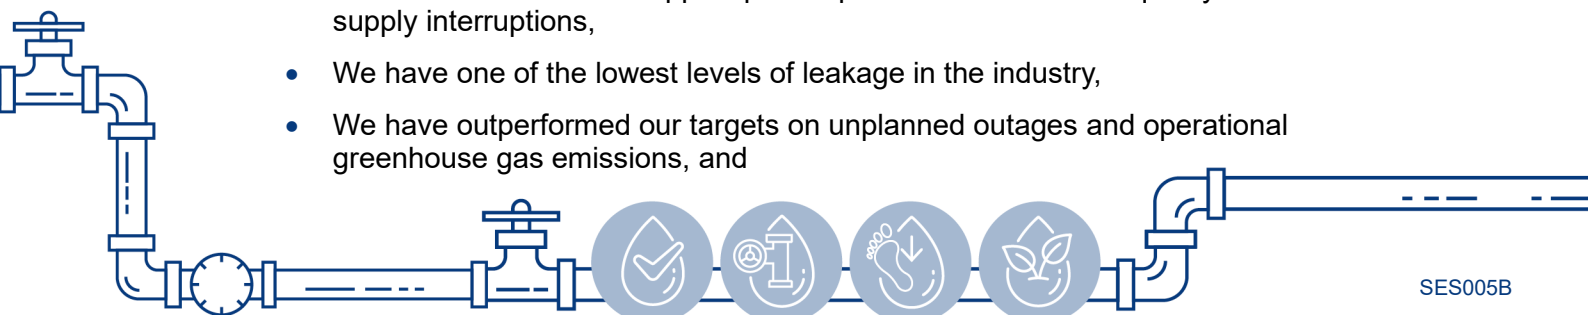 supply interruptions,
• We have one of the lowest levels of leakage in the industry,
• We have outperformed our targets on unplanned outages and operational
greenhouse gas emissions, and
SES005B